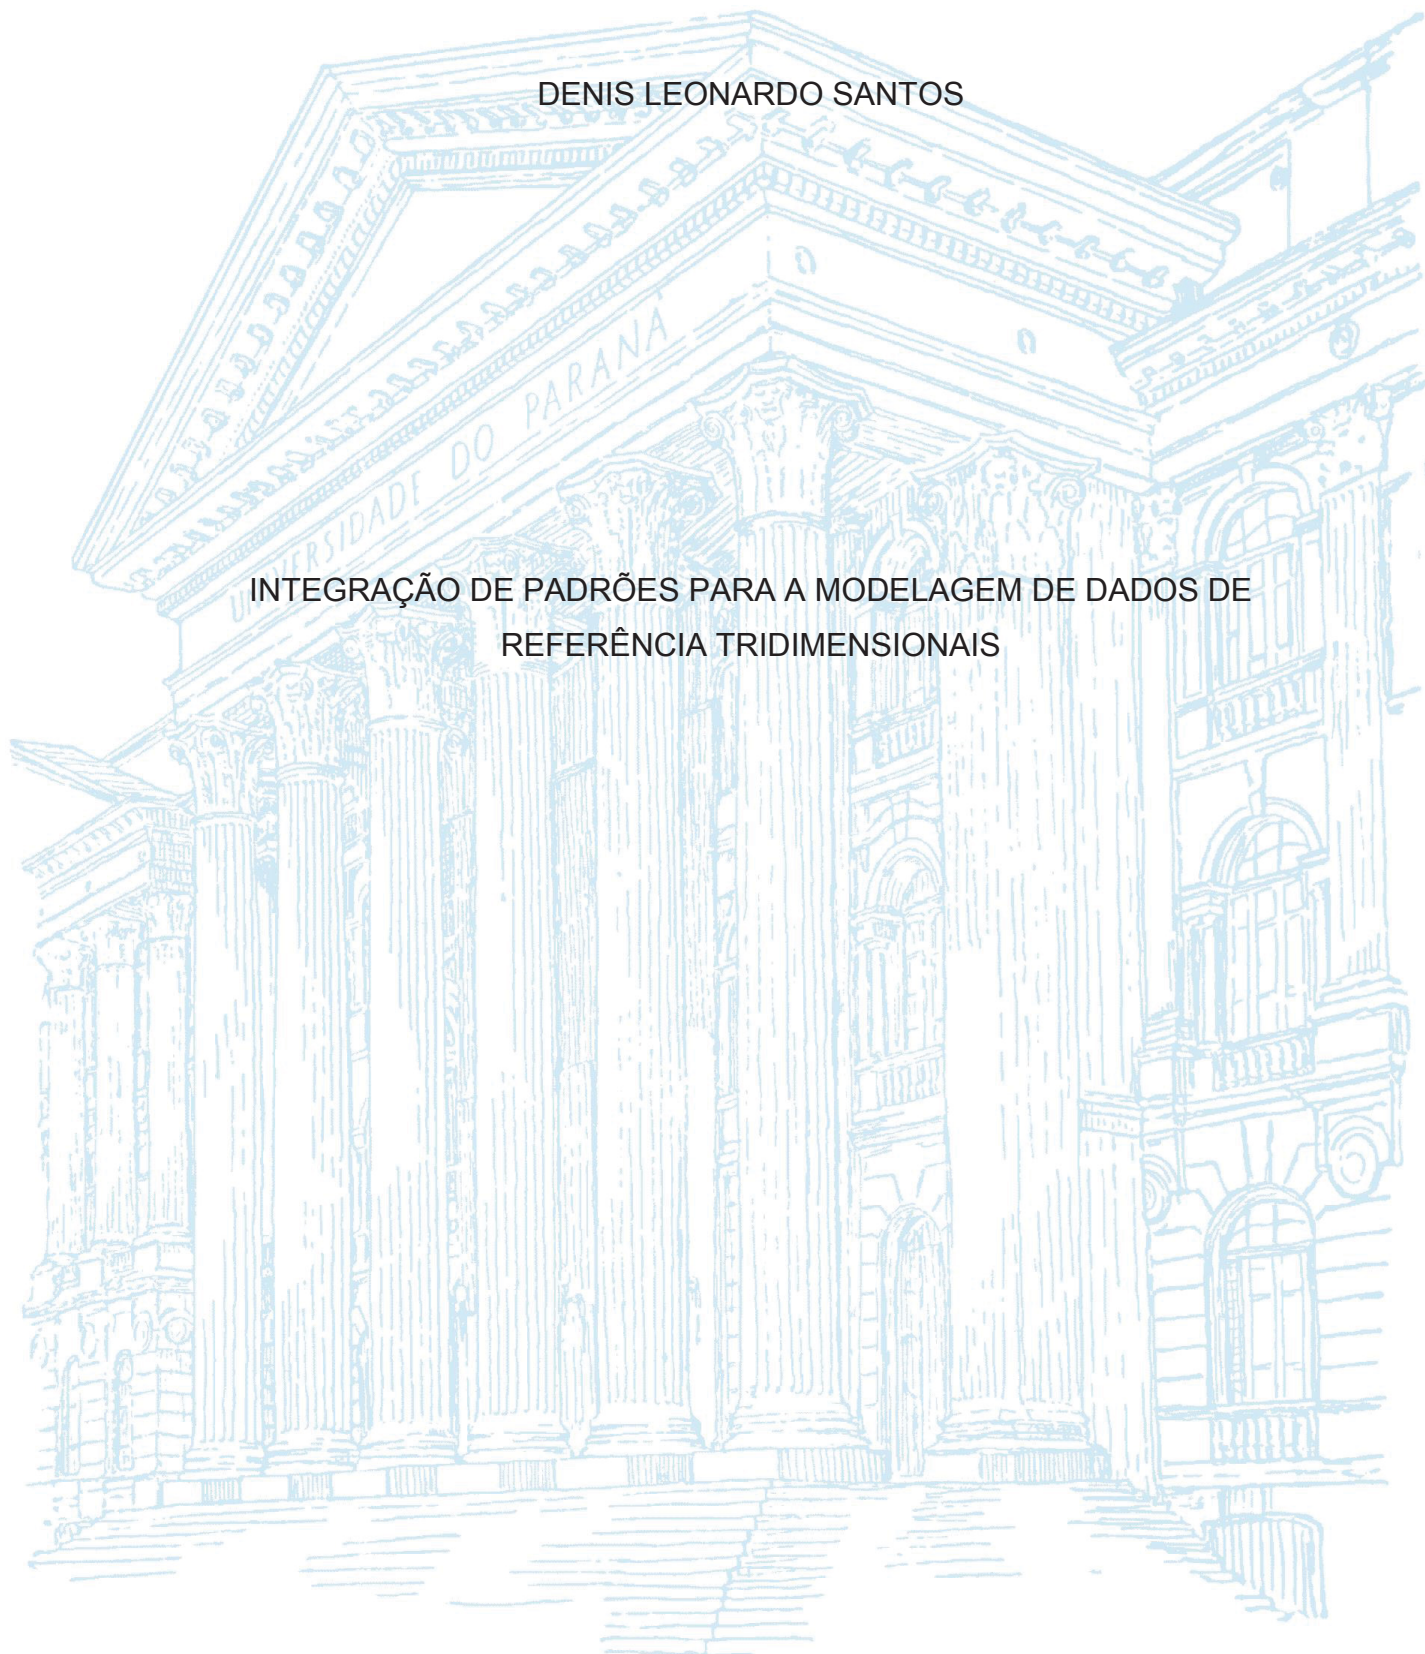 DENIS LEONARDO SANTOS
UNIVERSIDADE DO PARANÁ
INTEGRAÇÃO DE PADRÕES PARA A MODELAGEM DE DADOS DE
REFERÊNCIA TRIDIMENSIONAIS